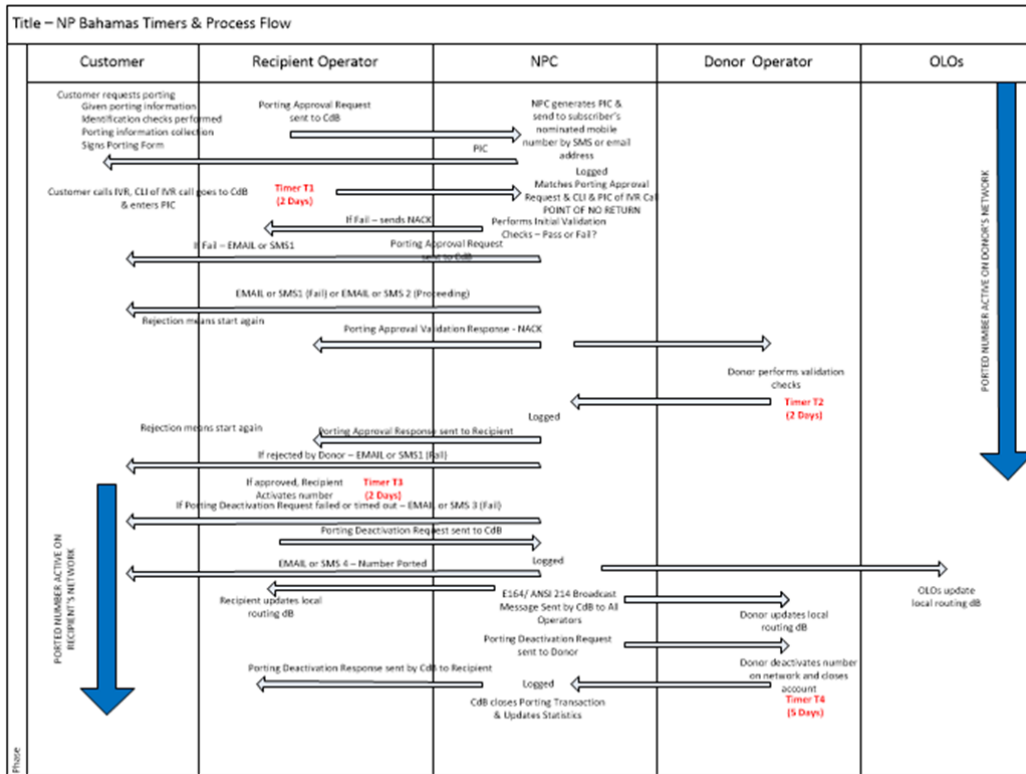 Title – NP Bahamas Timers & Process Flow
Customer
Recipient Operator
NPC
Donor Operator
OLOs
Customer requests porting
Given porting information
Identification checks performed
Porting information collection
Signs Porting Form
Porting Approval Request
sent to CdB
NPC generates PIC &
send to subscriber's
nominated mobile
number by SMS or email
address
PIC
Logged
Customer calls IVR, CLI of IVR call goes to CdB
& enters PIC
Timer T1
(2 Days)
Matches Porting Approval
Request & CLI & PIC of IVR Call
POINT OF NO RETURN
If Fail – sends NACK
Performs Initial Validation
Checks – Pass or Fail?
If Fail – EMAIL or SMS1
Porting Approval Request
sent to CdB
EMAIL or SMS1 (Fail) or EMAIL or SMS 2 (Proceeding)
Rejection means start again
Porting Approval Validation Response - NACK
Donor performs validation
checks
Timer T2
(2 Days)
Logged
Rejection means start again
Porting Approval Response sent to Recipient
If rejected by Donor – EMAIL or SMS1 (Fail)
If approved, Recipient
Activates number
Timer T3
(2 Days)
If Porting Deactivation Request failed or timed out – EMAIL or SMS 3 (Fail)
Porting Deactivation Request sent to CdB
Logged
EMAIL or SMS 4 – Number Ported
Recipient updates local
routing dB
E164/ ANSI 214 Broadcast
Message Sent by CdB to All
Operators
Donor updates local
routing dB
OLOs update
local routing dB
Porting Deactivation Request
sent to Donor
Porting Deactivation Response sent by CdB to Recipient
Logged
Donor deactivates number
on network and closes
account
Timer T4
(5 Days)
CdB closes Porting Transaction
& Updates Statistics
PORTED NUMBER ACTIVE ON
RECIPIENT'S NETWORK
PORTED NUMBER ACTIVE ON DONOR'S NETWORK
Phase